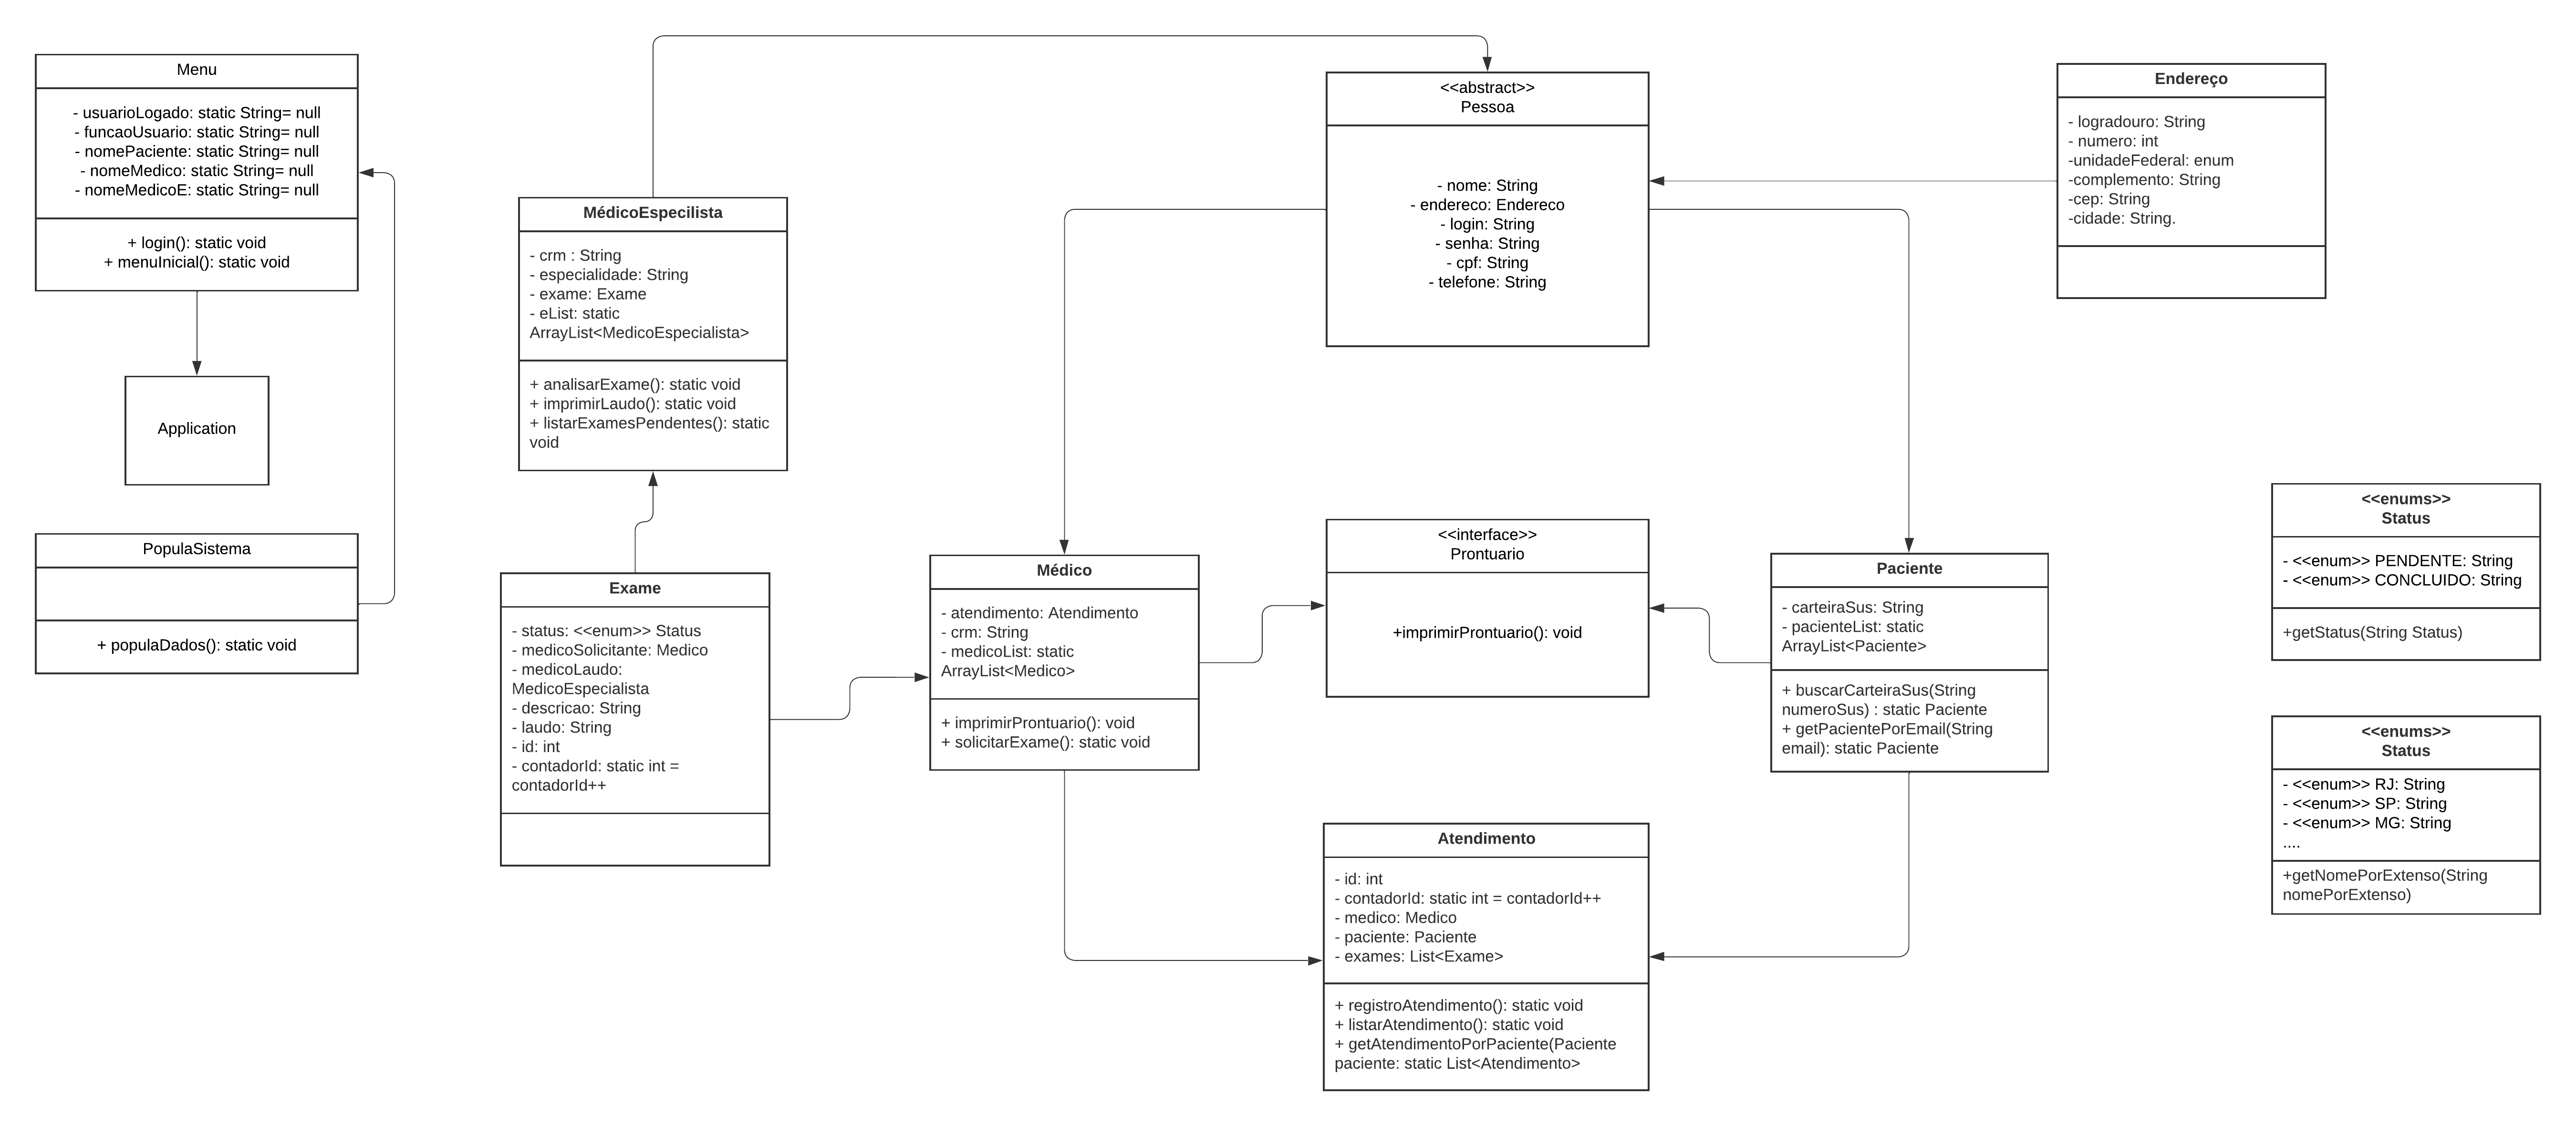 Menu
- usuarioLogado: static String= null
- funcaoUsuario: static String= null
- nomePaciente: static String= null
- nomeMedico: static String= null
- nomeMedicoE: static String= null
+ login(): static void
+ menuInicial(): static void
Application
PopulaSistema
+ populaDados(): static void
MédicoEspecilista
- crm : String
- especialidade: String
- exame: Exame
- eList: static
ArrayList<MedicoEspecialista>
+ analisarExame(): static void
+ imprimirLaudo(): static void
+ listarExamesPendentes(): static
void
Exame
- status: <<enum>> Status
- medicoSolicitante: Medico
- medicoLaudo:
MedicoEspecialista
- descricao: String
- laudo: String
- id: int
- contadorId: static int =
contadorId++
Médico
- atendimento: Atendimento
- crm: String
- medicoList: static
ArrayList<Medico>
+ imprimirProntuario(): void
+ solicitarExame(): static void
<<abstract>>
Pessoa
- nome: String
- endereco: Endereco
- login: String
- senha: String
- cpf: String
- telefone: String
<<interface>>
Prontuario
+imprimirProntuario(): void
Atendimento
- id: int
- contadorId: static int = contadorId++
- medico: Medico
- paciente: Paciente
- exames: List<Exame>
+ registroAtendimento(): static void
+ listarAtendimento(): static void
+ getAtendimentoPorPaciente(Paciente
paciente: static List<Atendimento>
Paciente
- carteiraSus: String
- pacienteList: static
ArrayList<Paciente>
+ buscarCarteiraSus(String
numeroSus) : static Paciente
+ getPacientePorEmail(String
email): static Paciente
Endereço
- logradouro: String
- numero: int
-unidadeFederal: enum
-complemento: String
-cep: String
-cidade: String.
<<enums>>
Status
- <<enum>> PENDENTE: String
- <<enum>> CONCLUIDO: String
+getStatus(String Status)
<<enums>>
Status
- <<enum>> RJ: String
- <<enum>> SP: String
- <<enum>> MG: String
....
+getNomePorExtenso(String
nomePorExtenso)